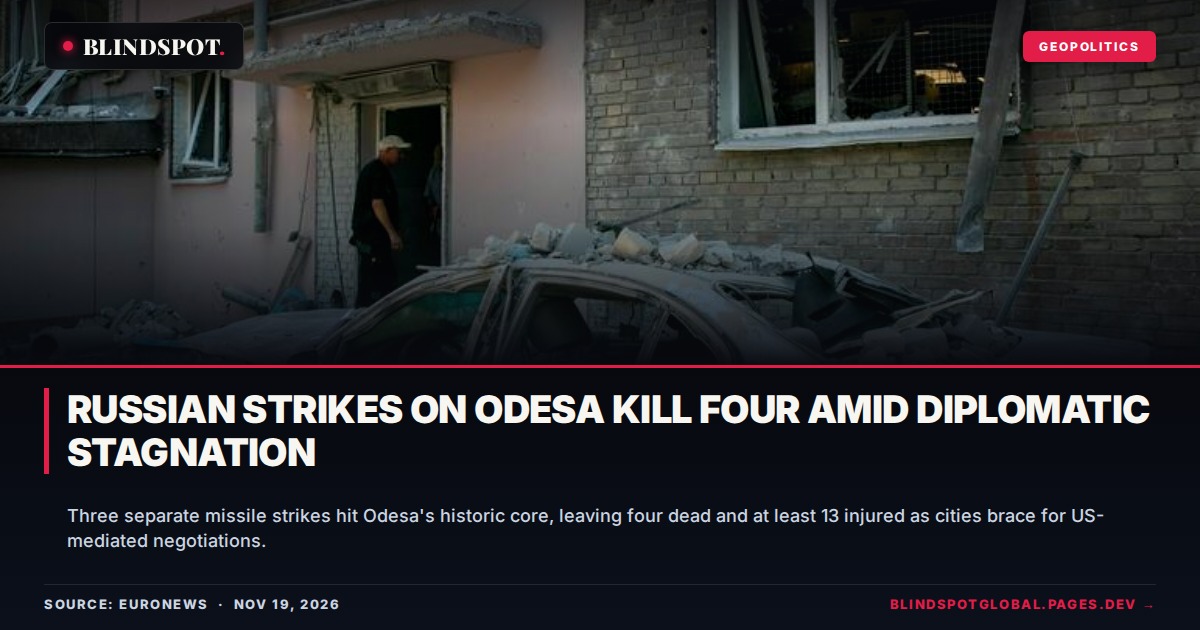 BLINDSPOT.
GEOPOLITICS
RUSSIAN STRIKES ON ODESA KILL FOUR AMID DIPLOMATIC
STAGNATION
Three separate missile strikes hit Odesa's historic core, leaving four dead and at least 13 injured as cities brace for US-
mediated negotiations.
SOURCE: EURONEWS · NOV 19, 2026
BLINDSPOTGLOBAL.PAGES.DEV →